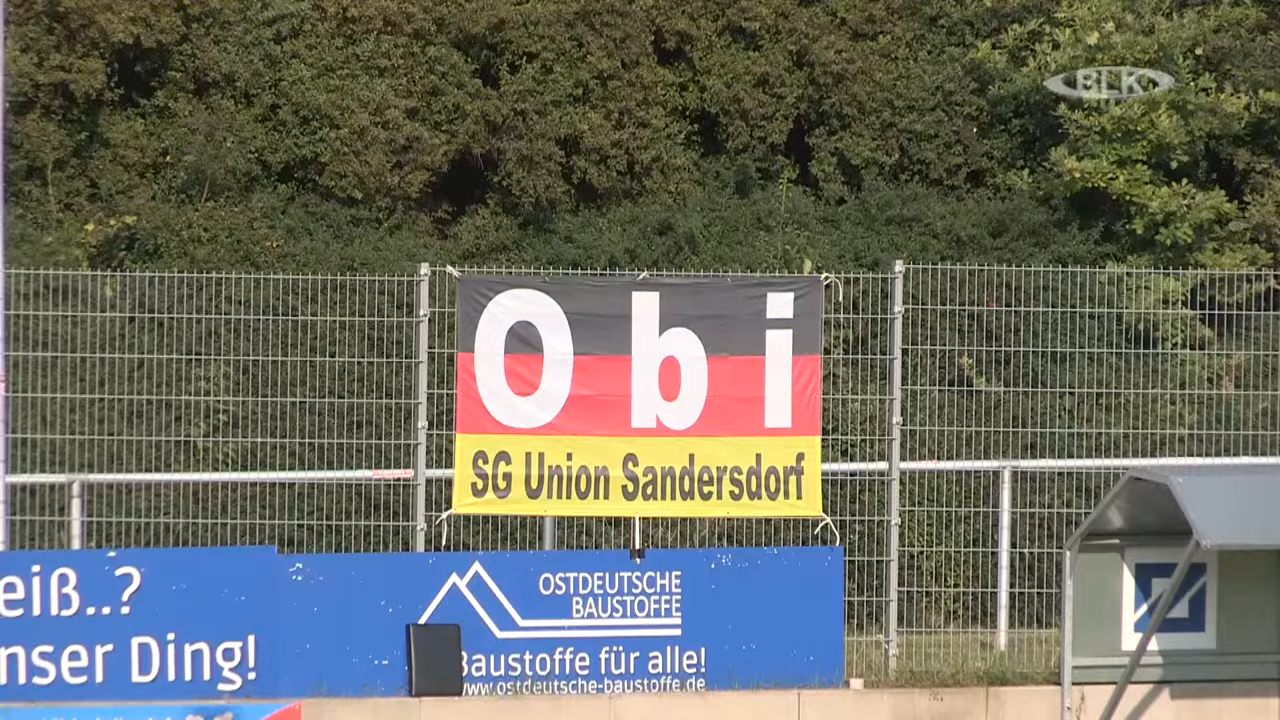 BLK
Obi
SG Union Sandersdorf
eiß..?
nser Ding!
OSTDEUTSCHE
BAUSTOFFE
Baustoffe für alle!
www.ostdeutsche-baustoffe.de